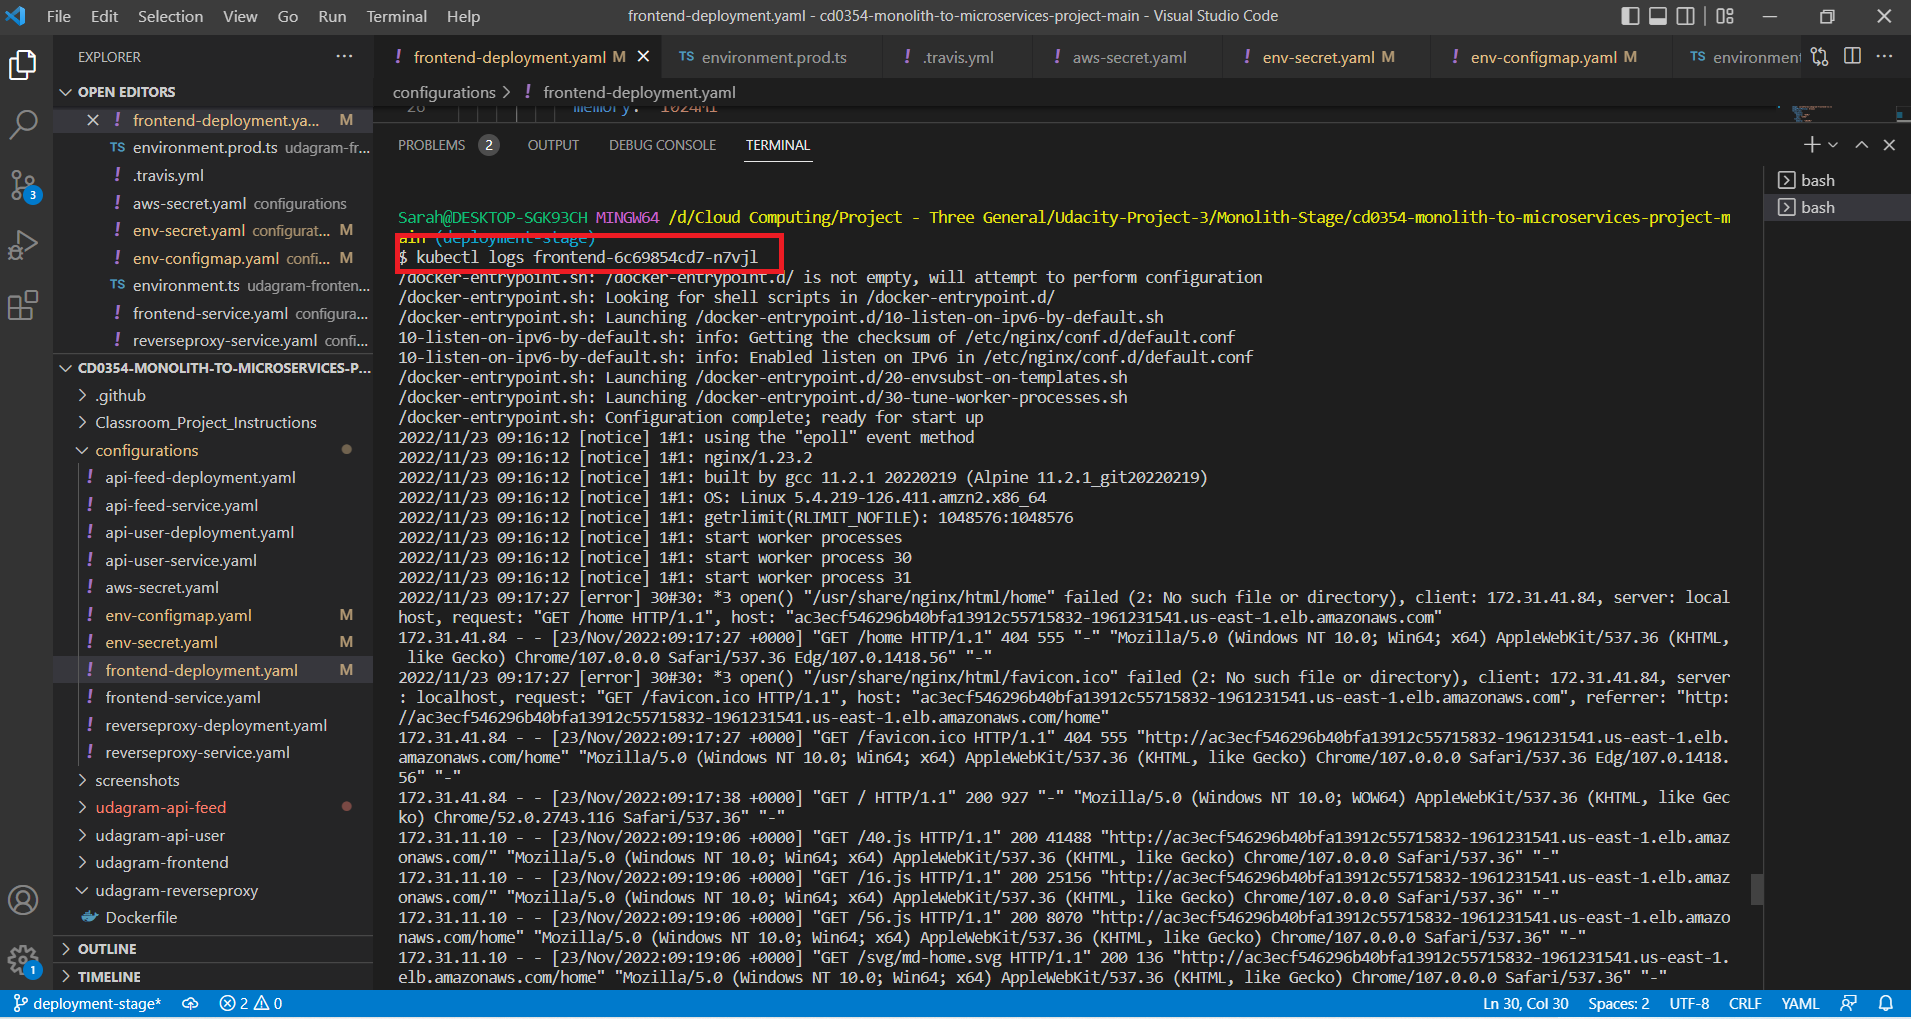 File Edit Selection View Go Run Terminal Help
frontend-deployment.yaml - cd0354-monolith-to-microservices-project-main - Visual Studio Code
EXPLORER
OPEN EDITORS
frontend-deployment.ya... M
TS environment.prod.ts udagram-fr...
! .travis.yml
! aws-secret.yaml configurations
! env-secret.yaml configurat... M
! env-configmap.yaml conf... M
TS environment.ts udagram-fronten...
! frontend-service.yaml configura...
! reverseproxy-service.yaml confi...
CD0354-MONOLITH-TO-MICROSERVICES-P...
.github
Classroom_Project_Instructions
configurations
! api-feed-deployment.yaml
! api-feed-service.yaml
! api-user-deployment.yaml
! api-user-service.yaml
! aws-secret.yaml
! env-configmap.yaml M
! env-secret.yaml M
! frontend-deployment.yaml M
! frontend-service.yaml
! reverseproxy-deployment.yaml
! reverseproxy-service.yaml
screenshots
udagram-api-feed
udagram-api-user
udagram-frontend
udagram-reverseproxy
Dockerfile
OUTLINE
TIMELINE
3
1
! frontend-deployment.yaml M
TS environment.prod.ts
! .travis.yml
! aws-secret.yaml
! env-secret.yaml M
! env-configmap.yaml M
TS environment
configurations > ! frontend-deployment.yaml
memory: 1024Mi
PROBLEMS 2 OUTPUT DEBUG CONSOLE TERMINAL
bash
bash
Sarah@DESKTOP-SGK93CH MINGW64 /d/Cloud Computing/Project - Three General/Udacity-Project-3/Monolith-Stage/cd0354-monolith-to-microservices-project-m
ain (deployment-stage)
$ kubectl logs frontend-6c69854cd7-n7vjl
/docker-entrypoint.sh: /docker-entrypoint.d/ is not empty, will attempt to perform configuration
/docker-entrypoint.sh: Looking for shell scripts in /docker-entrypoint.d/
/docker-entrypoint.sh: Launching /docker-entrypoint.d/10-listen-on-ipv6-by-default.sh
10-listen-on-ipv6-by-default.sh: info: Getting the checksum of /etc/nginx/conf.d/default.conf
10-listen-on-ipv6-by-default.sh: info: Enabled listen on IPv6 in /etc/nginx/conf.d/default.conf
/docker-entrypoint.sh: Launching /docker-entrypoint.d/20-envsubst-on-templates.sh
/docker-entrypoint.sh: Launching /docker-entrypoint.d/30-tune-worker-processes.sh
/docker-entrypoint.sh: Configuration complete; ready for start up
2022/11/23 09:16:12 [notice] 1#1: using the "epoll" event method
2022/11/23 09:16:12 [notice] 1#1: nginx/1.23.2
2022/11/23 09:16:12 [notice] 1#1: built by gcc 11.2.1 20220219 (Alpine 11.2.1_git20220219)
2022/11/23 09:16:12 [notice] 1#1: OS: Linux 5.4.219-126.411.amzn2.x86_64
2022/11/23 09:16:12 [notice] 1#1: getrlimit(RLIMIT_NOFILE): 1048576:1048576
2022/11/23 09:16:12 [notice] 1#1: start worker processes
2022/11/23 09:16:12 [notice] 1#1: start worker process 30
2022/11/23 09:16:12 [notice] 1#1: start worker process 31
2022/11/23 09:17:27 [error] 30#30: *3 open() "/usr/share/nginx/html/home" failed (2: No such file or directory), client: 172.31.41.84, server: local
host, request: "GET /home HTTP/1.1", host: "ac3ecf546296b40bfa13912c55715832-1961231541.us-east-1.elb.amazonaws.com"
172.31.41.84 - - [23/Nov/2022:09:17:27 +0000] "GET /home HTTP/1.1" 404 555 "-" "Mozilla/5.0 (Windows NT 10.0; Win64; x64) AppleWebKit/537.36 (KHTML,
like Gecko) Chrome/107.0.0.0 Safari/537.36 Edg/107.0.1418.56" "-"
2022/11/23 09:17:27 [error] 30#30: *3 open() "/usr/share/nginx/html/favicon.ico" failed (2: No such file or directory), client: 172.31.41.84, server
: localhost, request: "GET /favicon.ico HTTP/1.1", host: "ac3ecf546296b40bfa13912c55715832-1961231541.us-east-1.elb.amazonaws.com", referrer: "http:
//ac3ecf546296b40bfa13912c55715832-1961231541.us-east-1.elb.amazonaws.com/home"
172.31.41.84 - - [23/Nov/2022:09:17:27 +0000] "GET /favicon.ico HTTP/1.1" 404 555 "http://ac3ecf546296b40bfa13912c55715832-1961231541.us-east-1.elb.
amazonaws.com/home" "Mozilla/5.0 (Windows NT 10.0; Win64; x64) AppleWebKit/537.36 (KHTML, like Gecko) Chrome/107.0.0.0 Safari/537.36 Edg/107.0.1418.
56" "-"
172.31.41.84 - - [23/Nov/2022:09:17:38 +0000] "GET / HTTP/1.1" 200 927 "-" "Mozilla/5.0 (Windows NT 10.0; WOW64) AppleWebKit/537.36 (KHTML, like Gec
ko) Chrome/52.0.2743.116 Safari/537.36" "-"
172.31.11.10 - - [23/Nov/2022:09:19:06 +0000] "GET /40.js HTTP/1.1" 200 41488 "http://ac3ecf546296b40bfa13912c55715832-1961231541.us-east-1.elb.amaz
onaws.com/" "Mozilla/5.0 (Windows NT 10.0; Win64; x64) AppleWebKit/537.36 (KHTML, like Gecko) Chrome/107.0.0.0 Safari/537.36" "-"
172.31.11.10 - - [23/Nov/2022:09:19:06 +0000] "GET /16.js HTTP/1.1" 200 25156 "http://ac3ecf546296b40bfa13912c55715832-1961231541.us-east-1.elb.amaz
onaws.com/" "Mozilla/5.0 (Windows NT 10.0; Win64; x64) AppleWebKit/537.36 (KHTML, like Gecko) Chrome/107.0.0.0 Safari/537.36" "-"
172.31.11.10 - - [23/Nov/2022:09:19:06 +0000] "GET /56.js HTTP/1.1" 200 8070 "http://ac3ecf546296b40bfa13912c55715832-1961231541.us-east-1.elb.amazo
naws.com/home" "Mozilla/5.0 (Windows NT 10.0; Win64; x64) AppleWebKit/537.36 (KHTML, like Gecko) Chrome/107.0.0.0 Safari/537.36" "-"
172.31.11.10 - - [23/Nov/2022:09:19:06 +0000] "GET /svg/md-home.svg HTTP/1.1" 200 136 "http://ac3ecf546296b40bfa13912c55715832-1961231541.us-east-1.
elb.amazonaws.com/home" "Mozilla/5.0 (Windows NT 10.0; Win64; x64) AppleWebKit/537.36 (KHTML, like Gecko) Chrome/107.0.0.0 Safari/537.36" "-"
deployment-stage* 2 0
Ln 30, Col 30 Spaces: 2 UTF-8 CRLF YAML